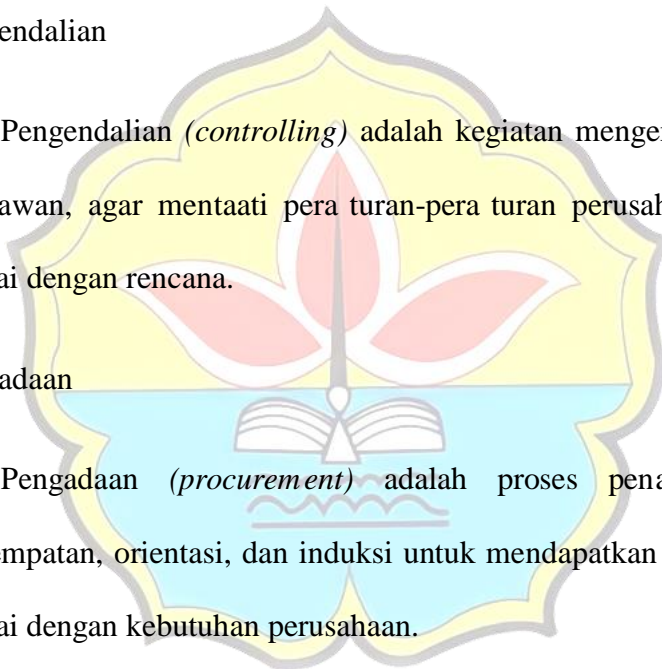 endalian
Pengendalian (controlling) adalah kegiatan menge
awan, agar mentaati pera turan-pera turan perusah
ai dengan rencana.
adaan
Pengadaan (procurement) adalah proses pena
empatan, orientasi, dan induksi untuk mendapatkan
ai dengan kebutuhan perusahaan.